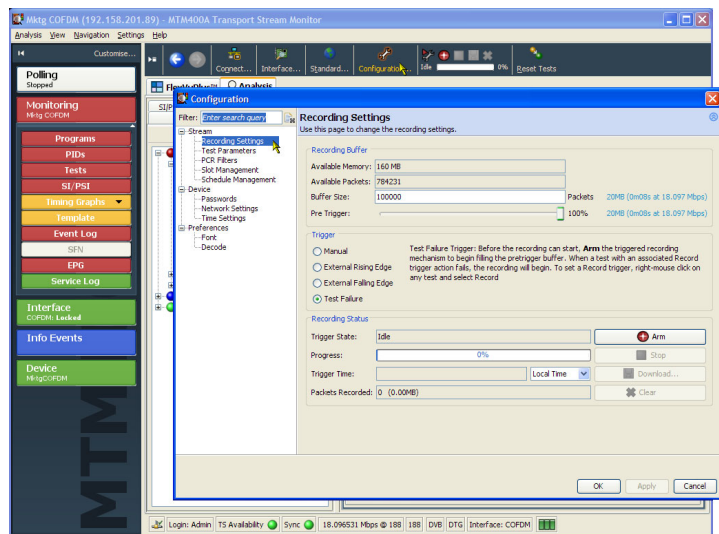 Mktg COFDM (192.158.201.89) - MTM400A Transport Stream Monitor
Analysis View Navigation Settings Help
Customise...
Polling
Stopped
Monitoring
Mktg COFDM
Programs
PIDs
Tests
SI/PSI
Timing Graphs
Template
Event Log
SFN
EPG
Service Log
Interface
COFDM: Locked
Info Events
Device
MktgCOFDM
MTM
Connect... Interface... Standard... Configuration... Idle 0% Reset Tests
FlexVuPlus™ Analysis
SI/P
Configuration
Filter: Enter search query
Stream
Recording Settings
Test Parameters
PCR Filters
Slot Management
Schedule Management
Device
Passwords
Network Settings
Time Settings
Preferences
Font
Decode
Recording Settings
Use this page to change the recording settings.
Recording Buffer
Available Memory: 160 MB
Available Packets: 784231
Buffer Size: 100000 Packets 20MB (0m08s at 18.097 Mbps)
Pre Trigger: 100% 20MB (0m08s at 18.097 Mbps)
Trigger
Manual
External Rising Edge
External Falling Edge
Test Failure
Test Failure Trigger: Before the recording can start, Arm the triggered recording
mechanism to begin filling the pretrigger buffer. When a test with an associated Record
trigger action fails, the recording will begin. To set a Record trigger, right-mouse click on
any test and select Record
Recording Status
Trigger State: Idle Arm
Progress: 0% Stop
Trigger Time: Local Time Download...
Packets Recorded: 0 (0.00MB) Clear
OK Apply Cancel
Login: Admin TS Availability Sync 18.096531 Mbps @ 188 188 DVB DTG Interface: COFDM